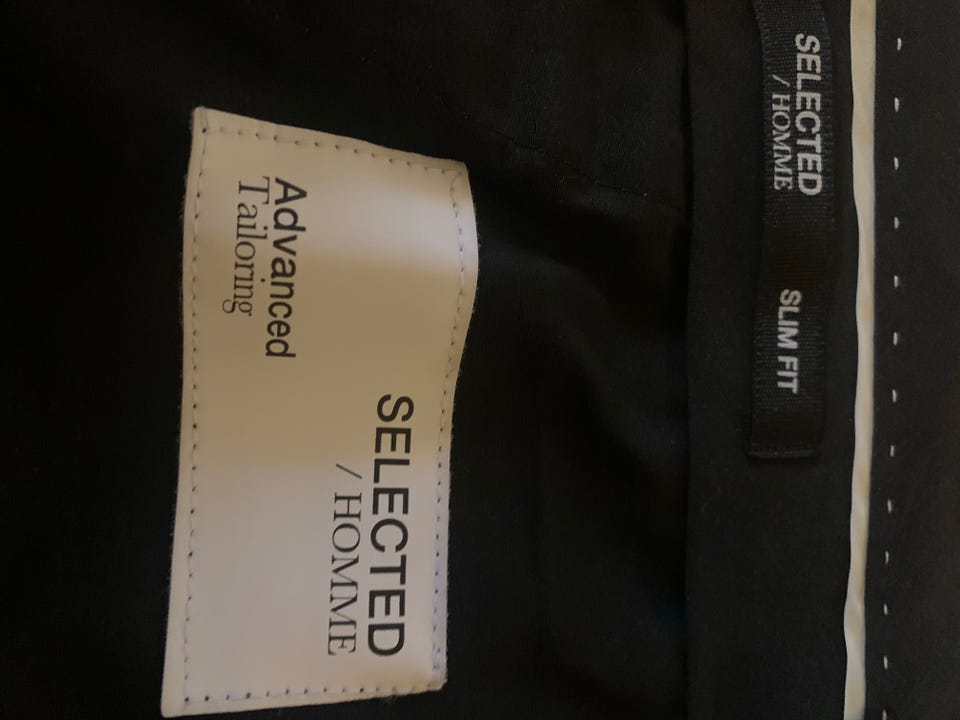 SELECTED
/ HOMME
SLIM FIT
SELECTED
/ HOMME
Advanced
Tailoring